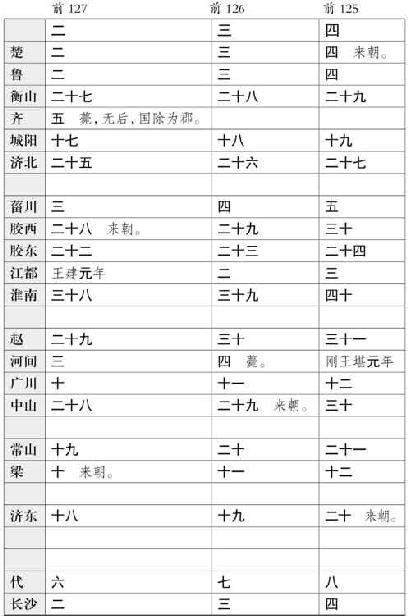 前127 前126 前125
二 三 四
楚 二 三 四 来朝。
鲁 二 三 四
衡山 二十七 二十八 二十九
齐 五 薨，无后，国除为郡。
城阳 十七 十八 十九
济北 二十五 二十六 二十七
菑川 三 四 五
胶西 二十八 来朝。 二十九 三十
胶东 二十二 二十三 二十四
江都 王建元年 二 三
淮南 三十八 三十九 四十
赵 二十九 三十 三十一
河间 三 四 薨。 刚王堪元年
广川 十 十一 十二
中山 二十八 二十九 来朝。 三十
常山 十九 二十 二十一
梁 十 来朝。 十一 十二
济东 十八 十九 二十 来朝。
代 六 七 八
长沙 二 三 四